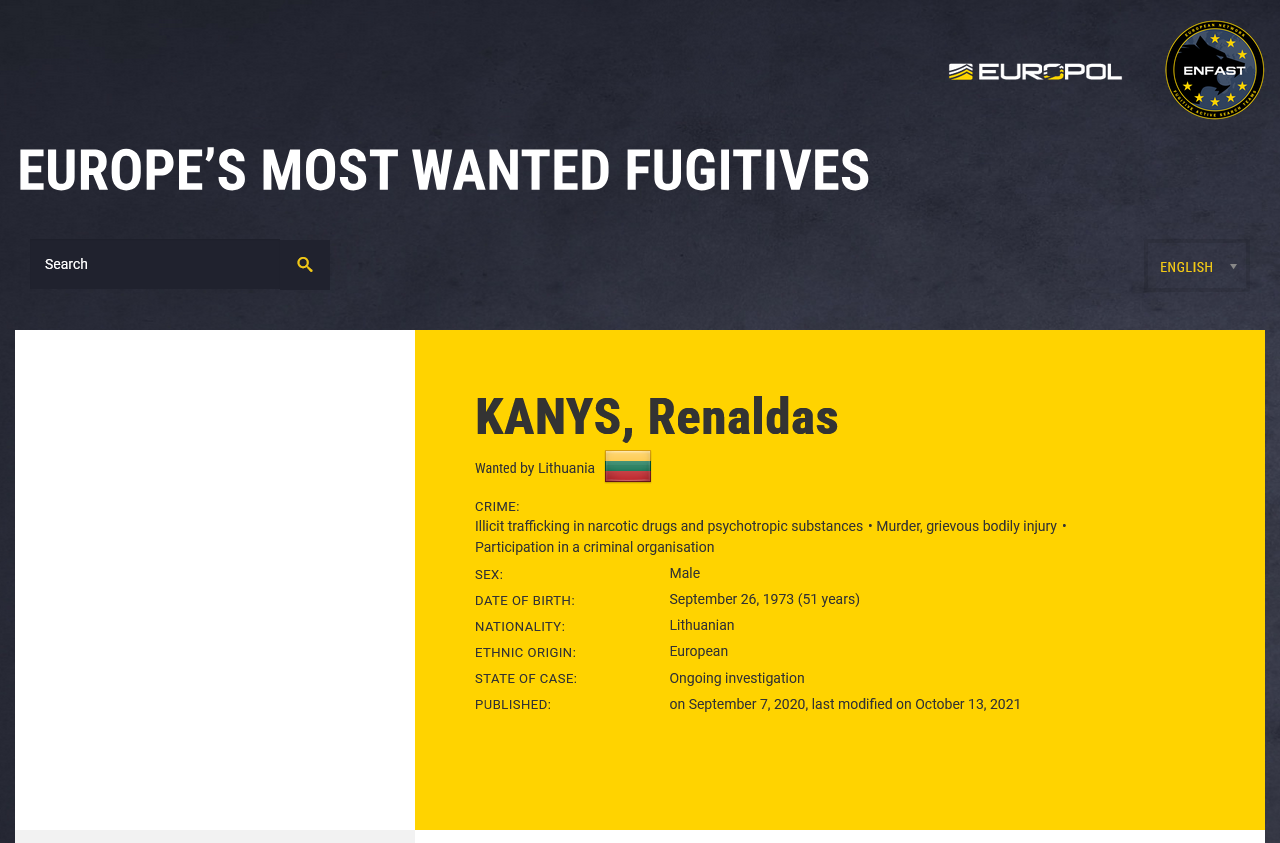 EUROPOL
EUROPEAN NETWORK
ENFAST
FUGITIVE ACTIVE SEARCH TEAMS
EUROPE’S MOST WANTED FUGITIVES
Search
ENGLISH
KANYS, Renaldas
Wanted by Lithuania
CRIME:
Illicit trafficking in narcotic drugs and psychotropic substances • Murder, grievous bodily injury •
Participation in a criminal organisation
SEX: Male
DATE OF BIRTH: September 26, 1973 (51 years)
NATIONALITY: Lithuanian
ETHNIC ORIGIN: European
STATE OF CASE: Ongoing investigation
PUBLISHED: on September 7, 2020, last modified on October 13, 2021